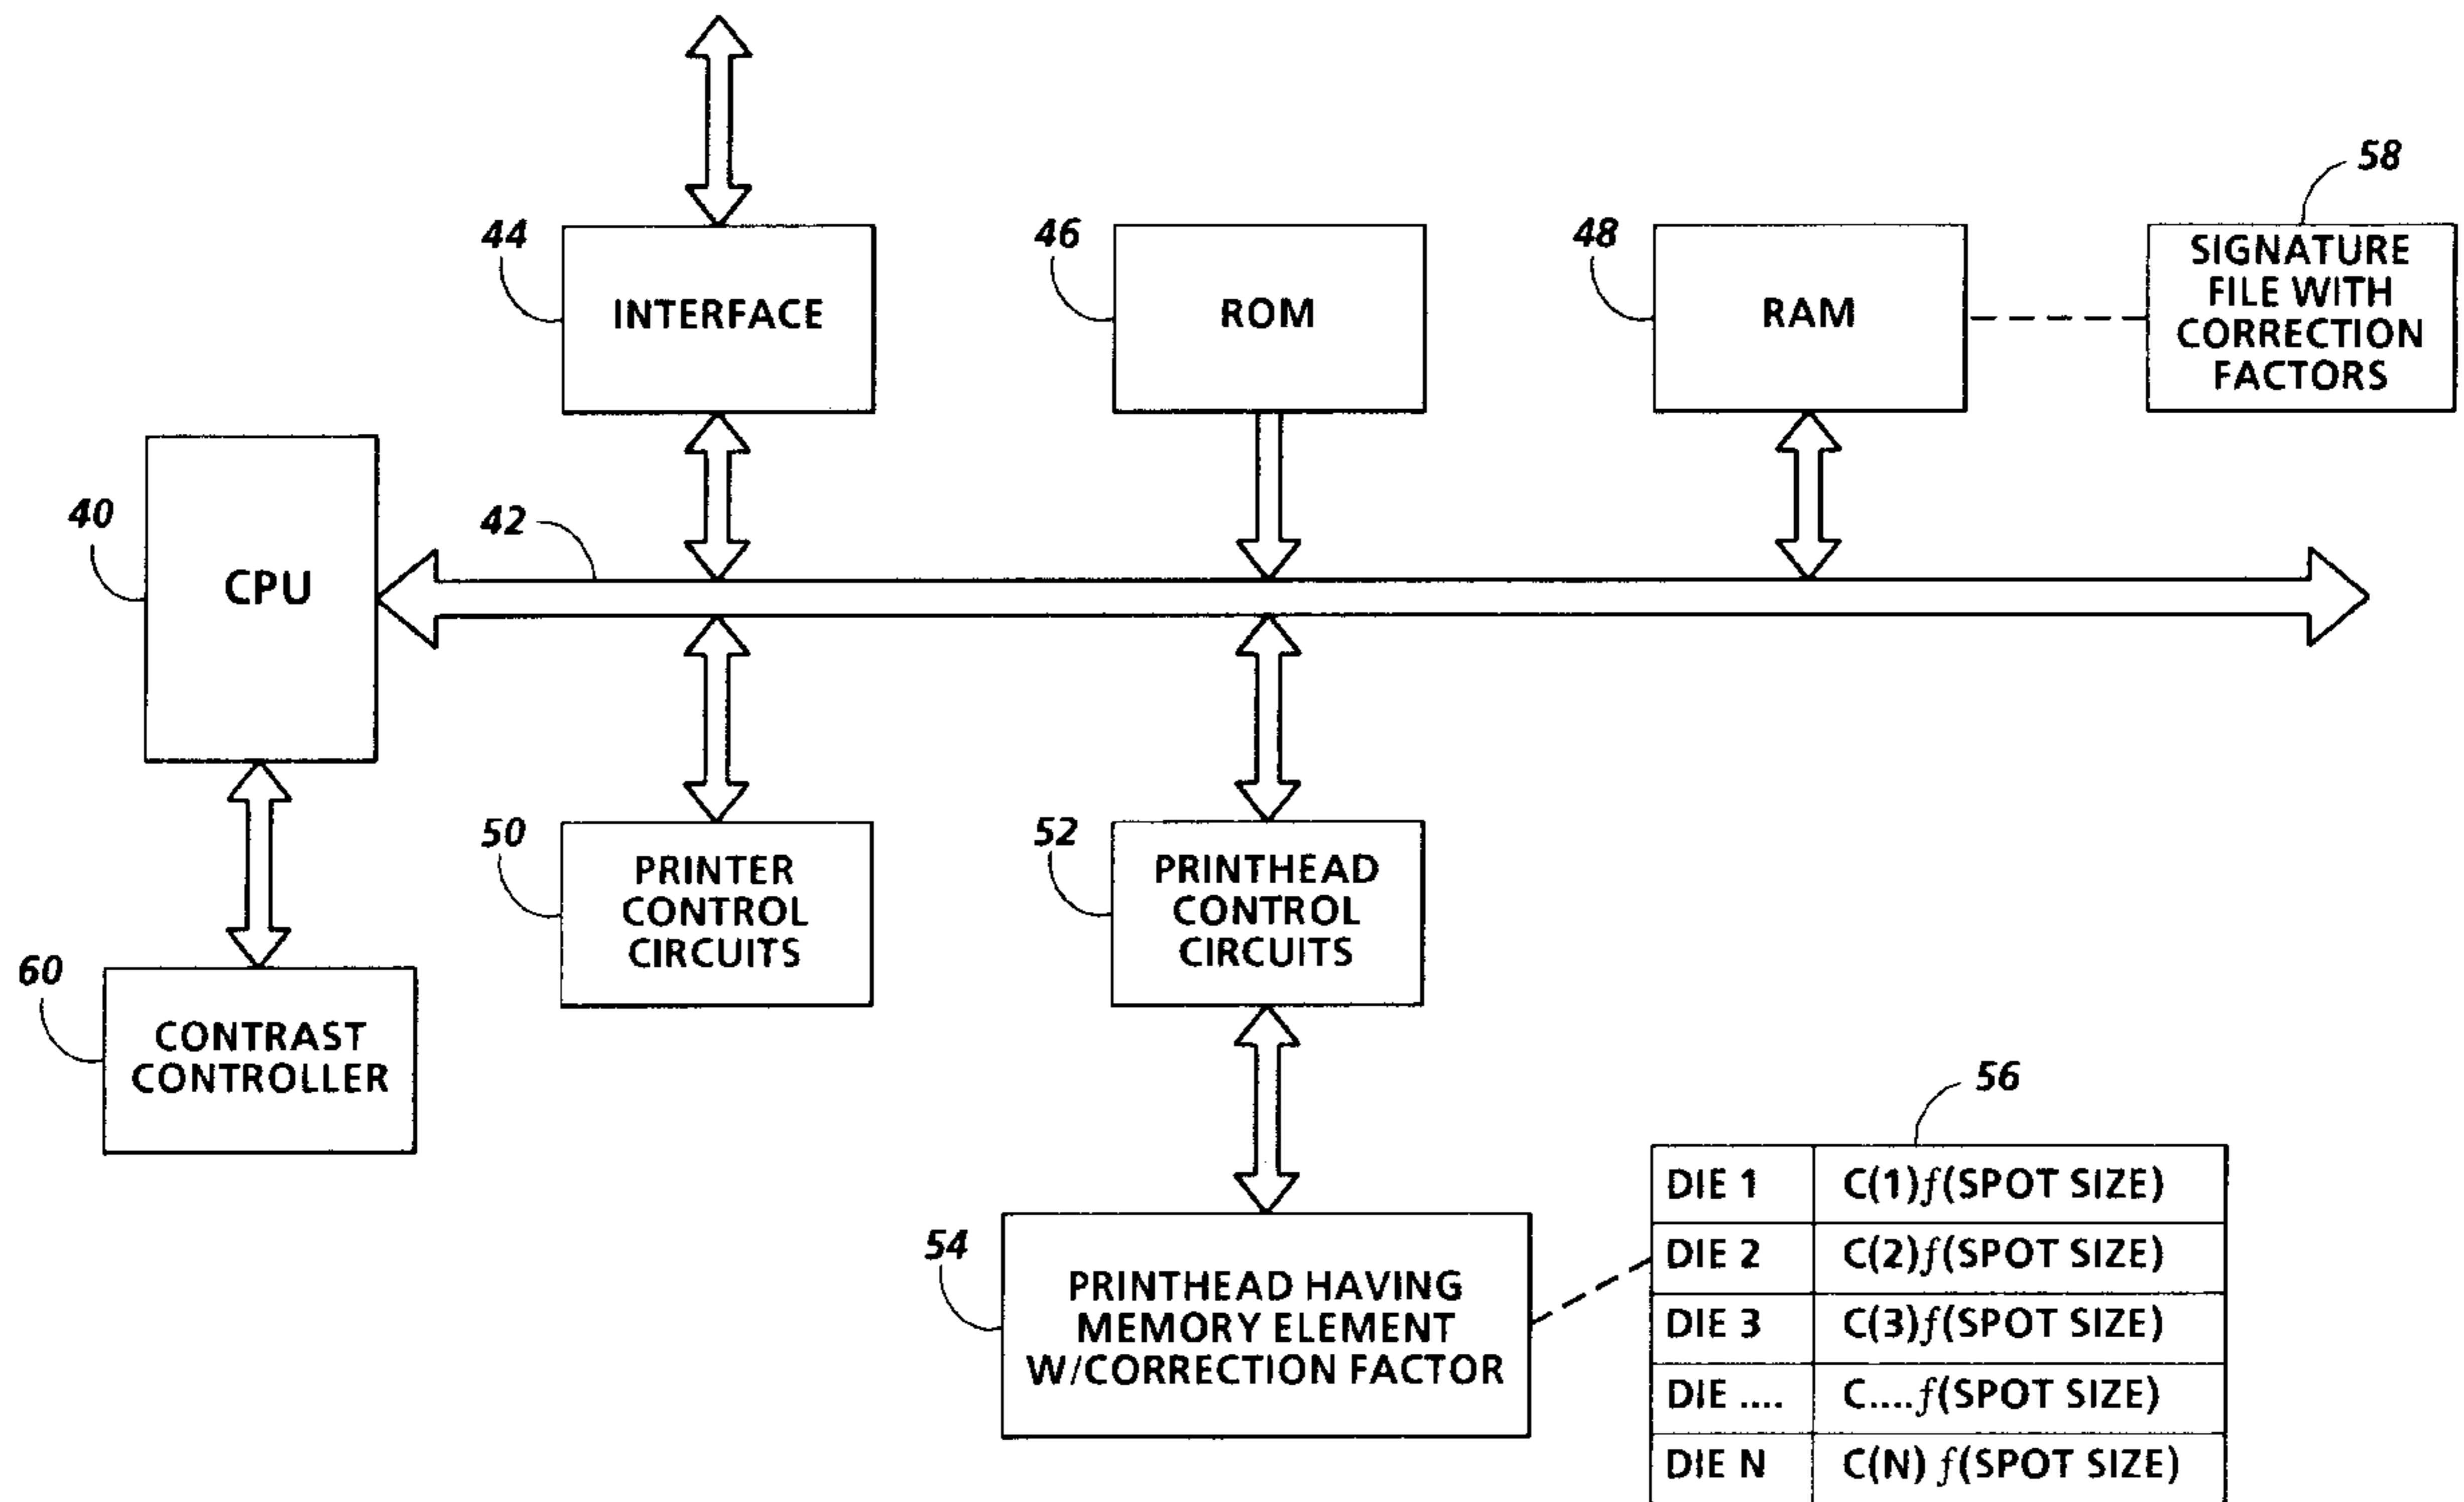 58
44
46
48
INTERFACE
ROM
RAM
SIGNATURE
FILE WITH
CORRECTION
FACTORS
40
42
CPU
50
52
PRINTER
CONTROL
CIRCUITS
PRINTHEAD
CONTROL
CIRCUITS
60
CONTRAST
CONTROLLER
56
54
PRINTHEAD HAVING
MEMORY ELEMENT
W/CORRECTION FACTOR
DIE 1 C(1)f(SPOT SIZE)
DIE 2 C(2)f(SPOT SIZE)
DIE 3 C(3)f(SPOT SIZE)
DIE .... C....f(SPOT SIZE)
DIE N C(N) f(SPOT SIZE)